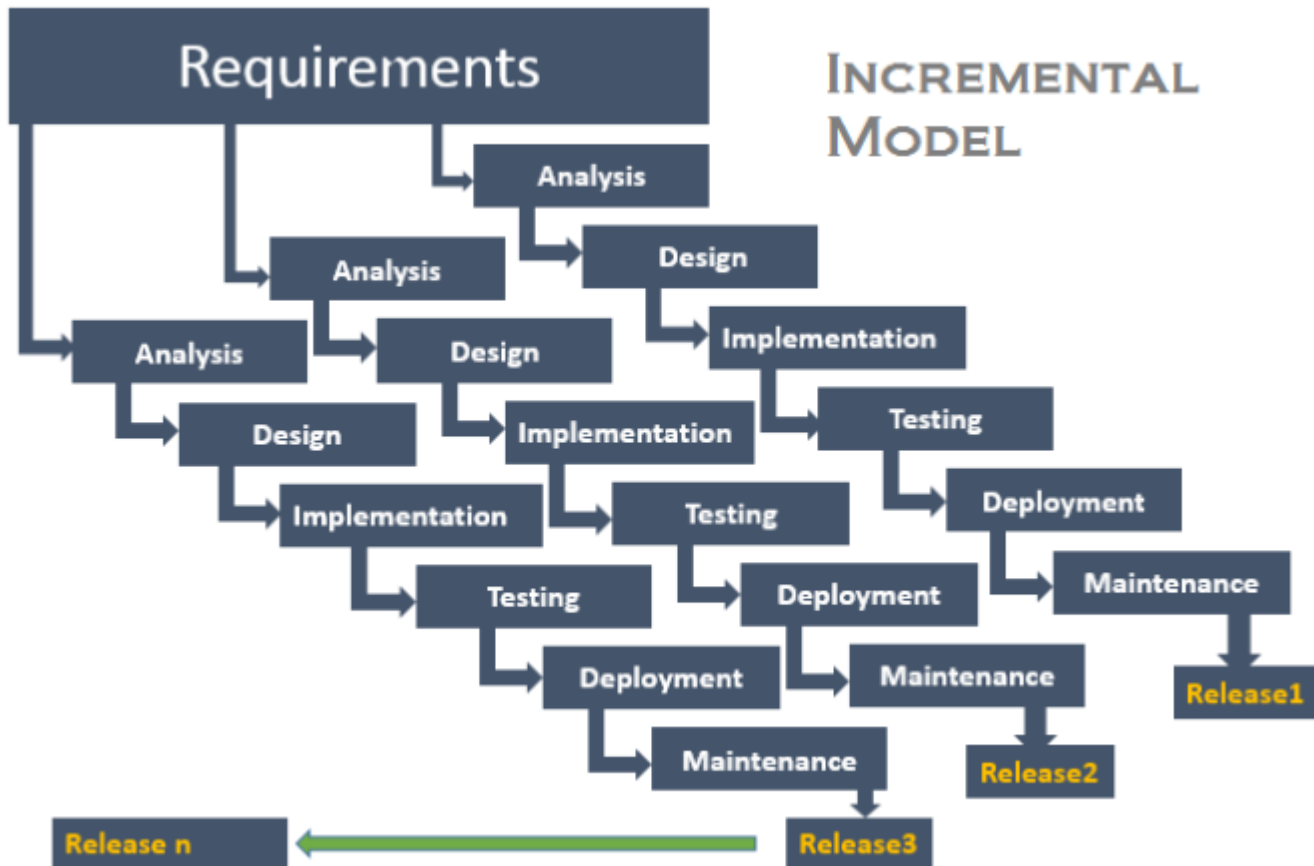 Requirements
INCREMENTAL
MODEL
Analysis
Design
Implementation
Testing
Deployment
Maintenance
Release1
Analysis
Design
Implementation
Testing
Deployment
Maintenance
Release2
Analysis
Design
Implementation
Testing
Deployment
Maintenance
Release3
Release n